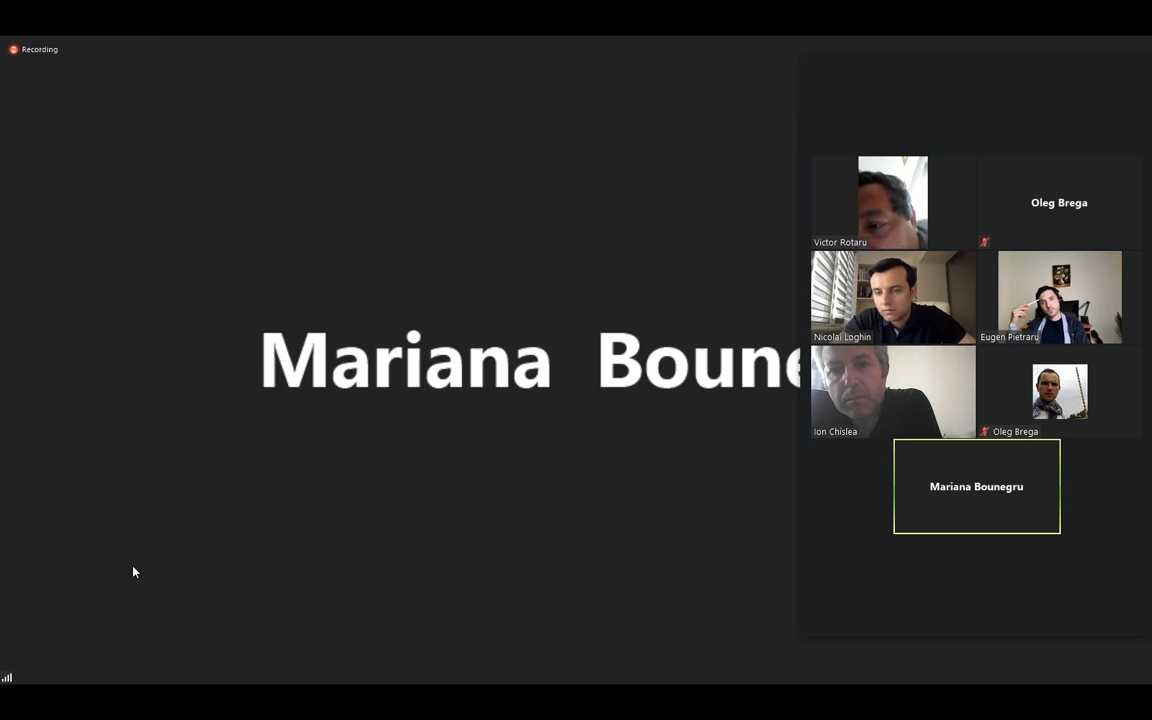 Recording
Mariana Boune
Victor Rotaru
Oleg Brega
Nicolai Loghin
Eugen Pietraru
Ion Chislea
Oleg Brega
Mariana Bounegru